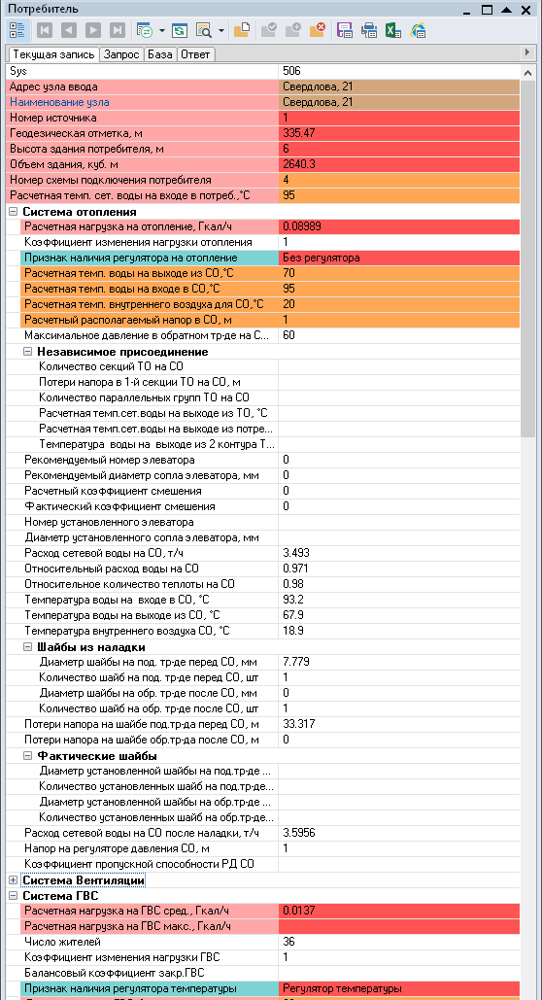 Потребитель
Текущая запись Запрос База Ответ
Sys 506
Адрес узла ввода Свердлова, 21
Наименование узла Свердлова, 21
Номер источника 1
Геодезическая отметка, м 335.47
Высота здания потребителя, м 6
Объем здания, куб. м 2640.3
Номер схемы подключения потребителя 4
Расчетная темп. сет. воды на входе в потреб.,°C 95
Система отопления
Расчетная нагрузка на отопление, Гкал/ч 0.08989
Коэффициент изменения нагрузки отопления 1
Признак наличия регулятора на отопление Без регулятора
Расчетная темп. воды на выходе из СО,°C 70
Расчетная темп. воды на входе в СО,°C 95
Расчетная темп. внутреннего воздуха для СО,°C 20
Расчетный располагаемый напор в СО, м 1
Максимальное давление в обратном тр-де на С... 60
Независимое присоединение
Количество секций ТО на СО
Потери напора в 1-й секции ТО на СО, м
Количество параллельных групп ТО на СО
Расчетная темп.сет.воды на выходе из ТО, °C
Расчетная темп.сет.воды на выходе из потре...
Температура воды на выходе из 2 контура Т...
Рекомендуемый номер элеватора 0
Рекомендуемый диаметр сопла элеватора, мм 0
Расчетный коэффициент смешения 0
Фактический коэффициент смешения 0
Номер установленного элеватора
Диаметр установленного сопла элеватора, мм
Расход сетевой воды на СО, т/ч 3.493
Относительный расход воды на СО 0.971
Относительное количество теплоты на СО 0.98
Температура воды на входе в СО, °C 93.2
Температура воды на выходе из СО, °C 67.9
Температура внутреннего воздуха СО, °C 18.9
Шайбы из наладки
Диаметр шайбы на под. тр-де перед СО, мм 7.779
Количество шайб на под. тр-де перед СО, шт 1
Диаметр шайбы на обр. тр-де после СО, мм 0
Количество шайб на обр. тр-де после СО, шт 1
Потери напора на шайбе под.тр-да перед СО, м 33.317
Потери напора на шайбе обр.тр-да после СО, м 0
Фактические шайбы
Диаметр установленной шайбы на под.тр-де ...
Количество установленных шайб на под.тр-де...
Диаметр установленной шайбы на обр.тр-де ...
Количество установленных шайб на обр.тр-де...
Расход сетевой воды на СО после наладки, т/ч 3.5956
Напор на регуляторе давления СО, м 1
Коэффициент пропускной способности РД СО
Система Вентиляции
Система ГВС
Расчетная нагрузка на ГВС сред., Гкал/ч 0.0137
Расчетная нагрузка на ГВС макс., Гкал/ч
Число жителей 36
Коэффициент изменения нагрузки ГВС 1
Балансовый коэффициент закр.ГВС
Признак наличия регулятора температуры Регулятор температуры